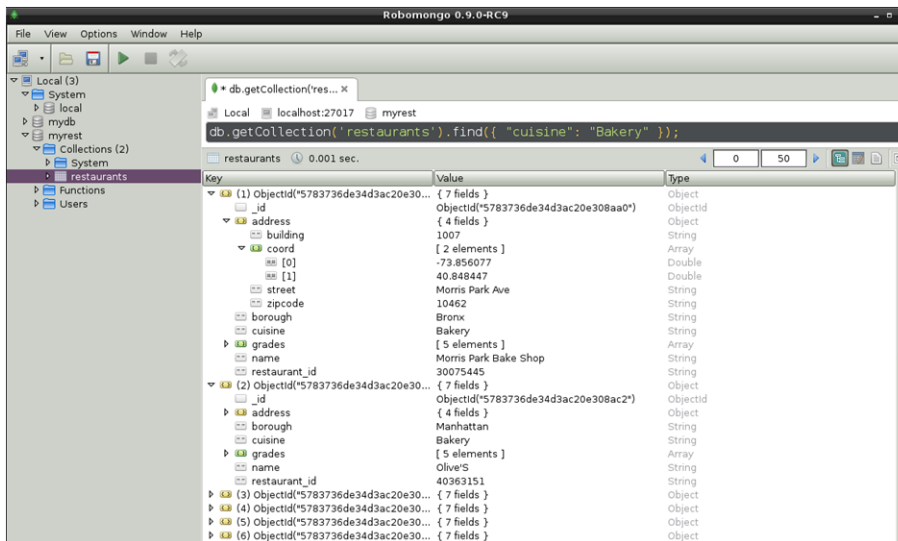 Robomongo 0.9.0-RC9
File View Options Window Help
Local (3)
System
local
mydb
myrest
Collections (2)
System
restaurants
Functions
Users
* db.getCollection('res...
Local localhost:27017 myrest
db.getCollection('restaurants').find({ "cuisine": "Bakery" });
restaurants 0.001 sec. 0 50
Key Value Type
(1) ObjectId("5783736de34d3ac20e30... { 7 fields } Object
_id ObjectId("5783736de34d3ac20e308aa0") ObjectId
address { 4 fields } Object
building 1007 String
coord [ 2 elements ] Array
[0] -73.856077 Double
[1] 40.848447 Double
street Morris Park Ave String
zipcode 10462 String
borough Bronx String
cuisine Bakery String
grades [ 5 elements ] Array
name Morris Park Bake Shop String
restaurant_id 30075445 String
(2) ObjectId("5783736de34d3ac20e30... { 7 fields } Object
_id ObjectId("5783736de34d3ac20e308ac2") ObjectId
address { 4 fields } Object
borough Manhattan String
cuisine Bakery String
grades [ 5 elements ] Array
name Olive'S String
restaurant_id 40363151 String
(3) ObjectId("5783736de34d3ac20e30... { 7 fields } Object
(4) ObjectId("5783736de34d3ac20e30... { 7 fields } Object
(5) ObjectId("5783736de34d3ac20e30... { 7 fields } Object
(6) ObjectId("5783736de34d3ac20e30... { 7 fields } Object